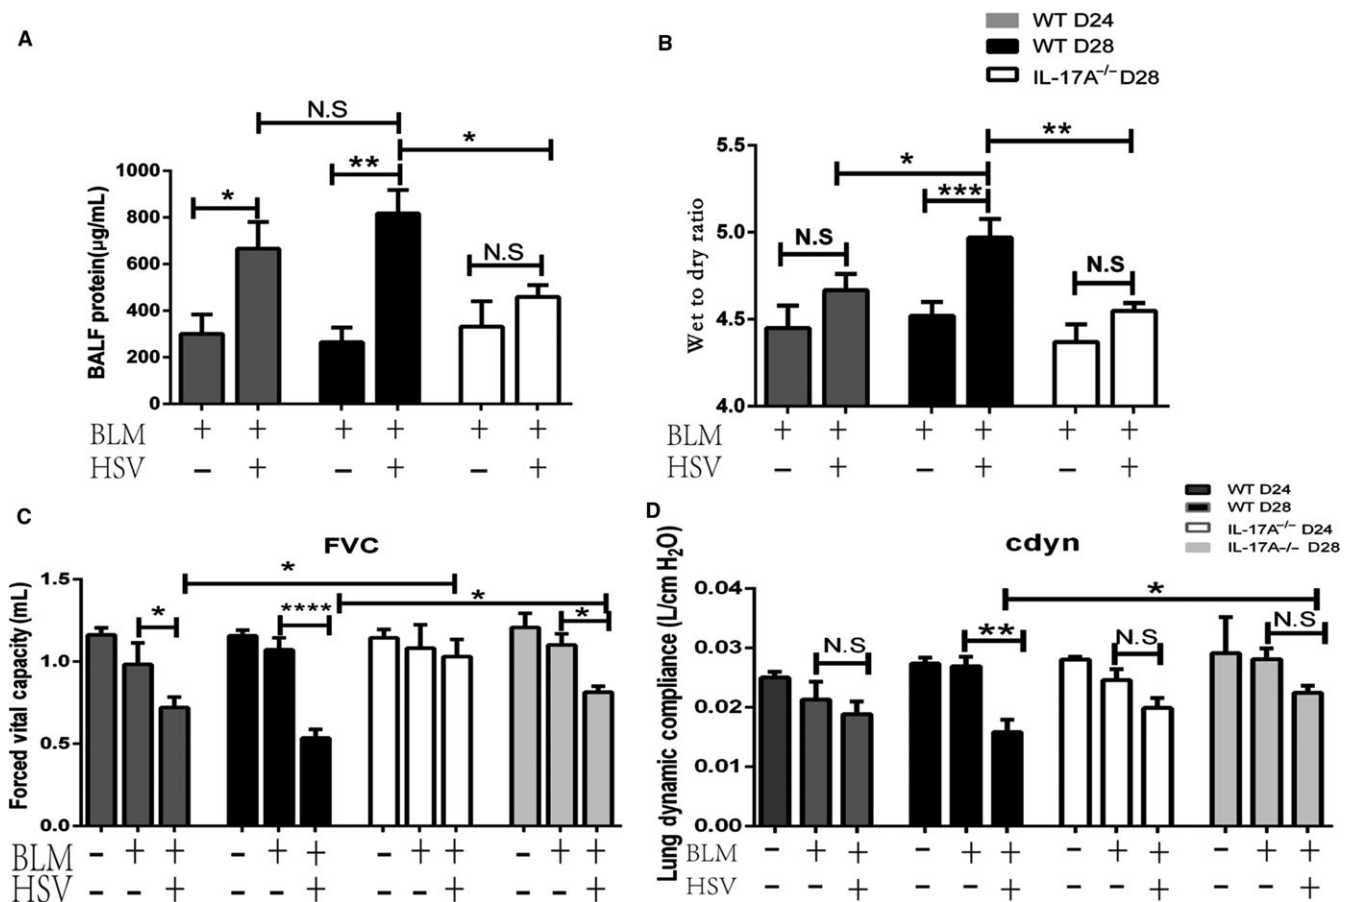 A
N.S
*
**
*
N.S
1000
800
600
400
200
0
BALF protein(µg/mL)
BLM + + + + + +
HSV – + – + – +
B
WT D24
WT D28
IL-17A−/− D28
**
*
***
N.S
N.S
5.5
5.0
4.5
4.0
Wet to dry ratio
BLM + + + + + +
HSV – + – + – +
C
FVC
*
*
****
*
*
1.5
1.0
0.5
0.0
Forced vital capacity (mL)
BLM – + + – + + – + + – + +
HSV – – + – – + – – + – – +
D
WT D24
WT D28
IL-17A−/− D24
IL-17A-/- D28
cdyn
*
N.S
**
N.S
N.S
0.04
0.03
0.02
0.01
0.00
Lung dynamic compliance (L/cm H₂O)
BLM – + + – + + – + + – + +
HSV – – + – – + – – + – – +